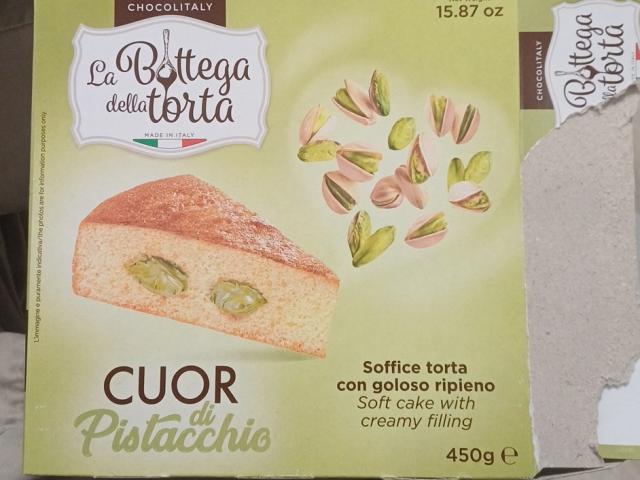 CHOCOLITALY
La Bottega
della torta
MADE IN ITALY
15.87 oz
L'immagine è puramente indicativa/the photos are for information purposes only
CUOR
di
Pistacchio
Soffice torta
con goloso ripieno
Soft cake with
creamy filling
450g ℮
CHOCOLITALY
La Bottega
della torta